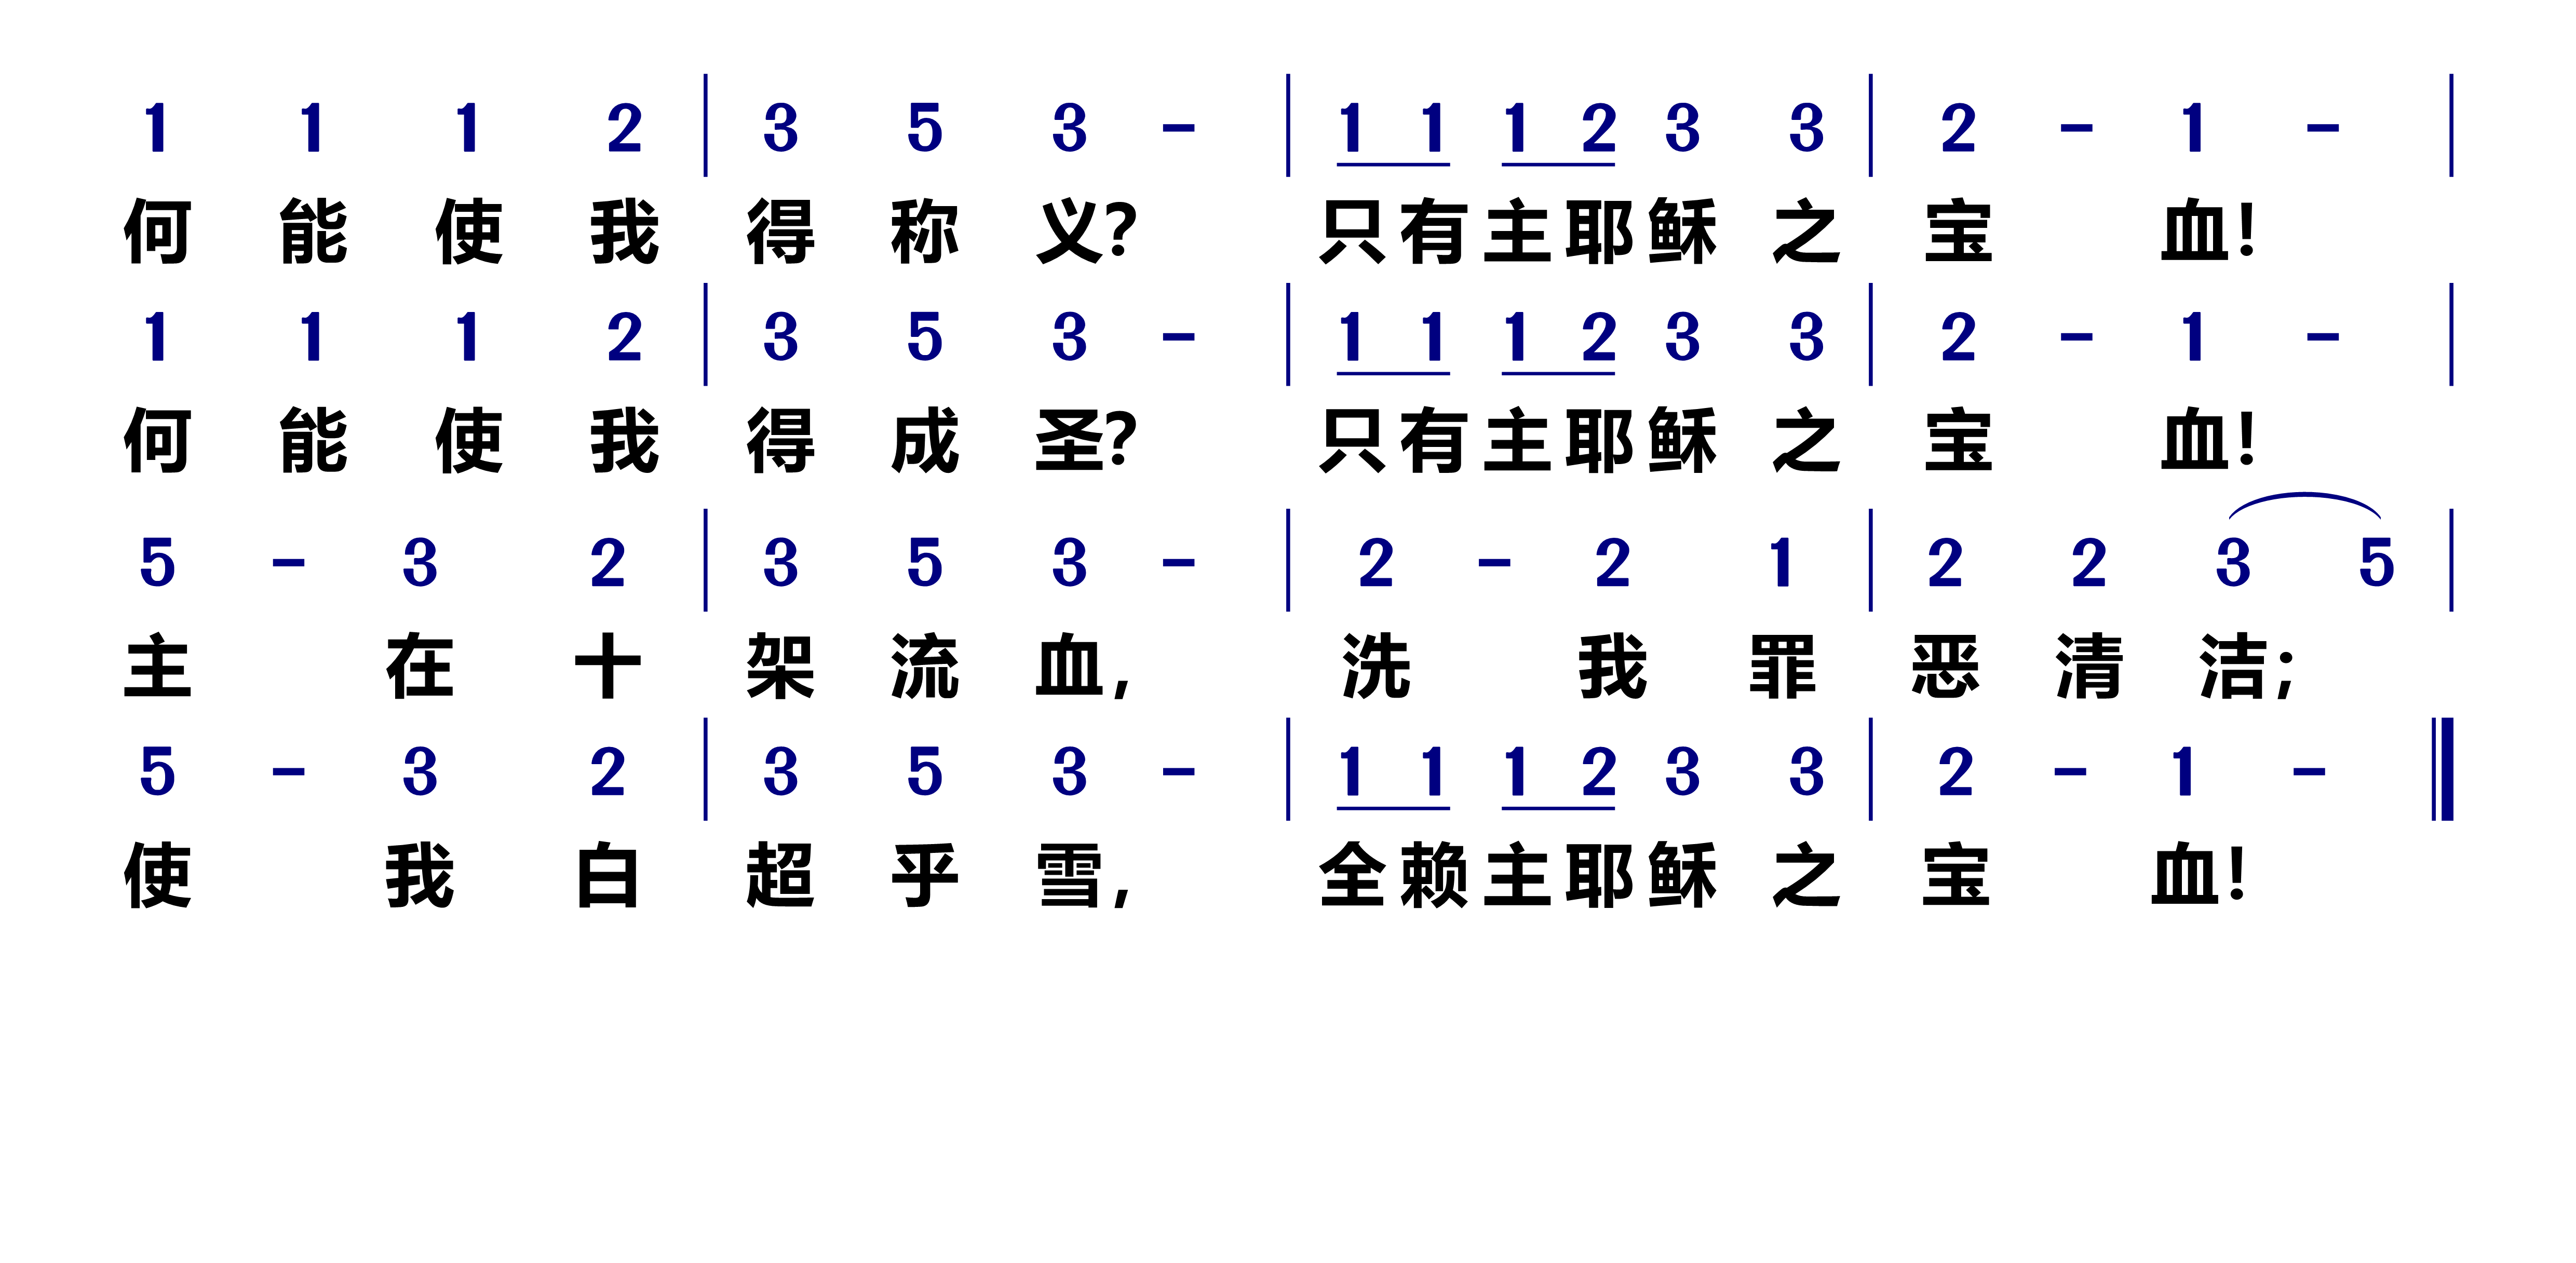 1 1 1 2 | 3 5 3 - | 1 1 1 2 3 3 | 2 - 1 - |
何 能 使 我 得 称 义? 只有主耶稣 之 宝 血!
1 1 1 2 | 3 5 3 - | 1 1 1 2 3 3 | 2 - 1 - |
何 能 使 我 得 成 圣? 只有主耶稣 之 宝 血!
5 - 3 2 | 3 5 3 - | 2 - 2 1 | 2 2 3 5 |
主 在 十 架 流 血, 洗 我 罪 恶 清 洁;
5 - 3 2 | 3 5 3 - | 1 1 1 2 3 3 | 2 - 1 - ‖
使 我 白 超 乎 雪, 全赖主耶稣 之 宝 血!